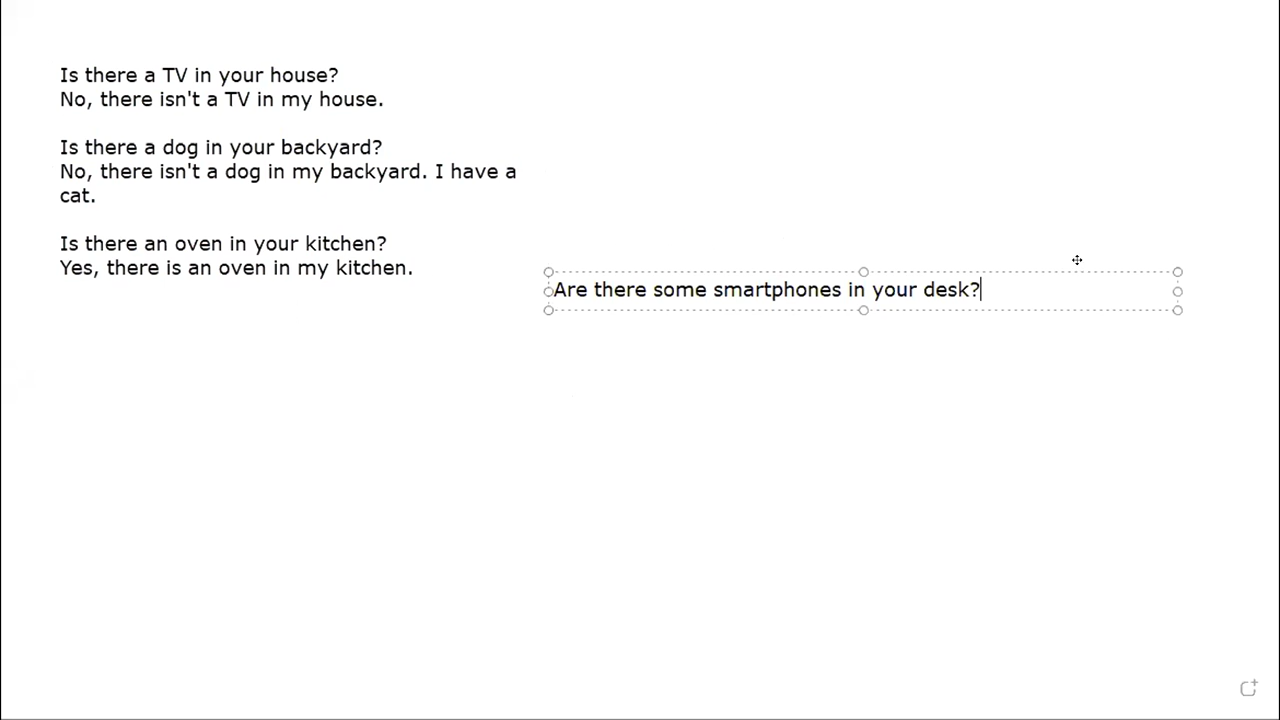 Is there a TV in your house?
No, there isn't a TV in my house.
Is there a dog in your backyard?
No, there isn't a dog in my backyard. I have a
cat.
Is there an oven in your kitchen?
Yes, there is an oven in my kitchen.
Are there some smartphones in your desk?